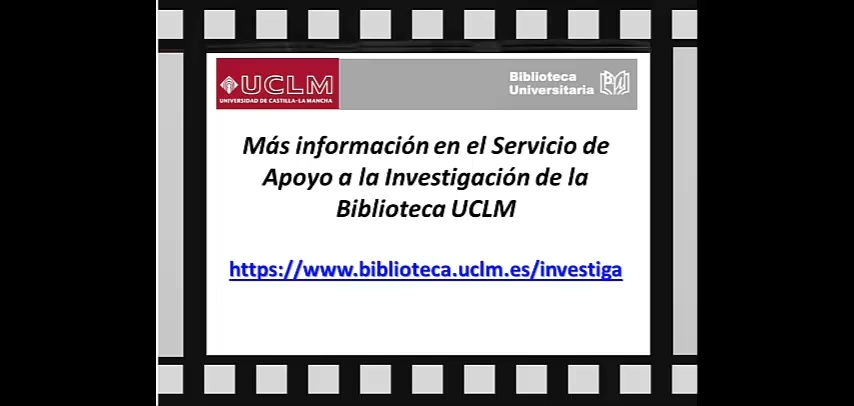 UCLM
UNIVERSIDAD DE CASTILLA-LA MANCHA
Biblioteca
Universitaria
Más información en el Servicio de
Apoyo a la Investigación de la
Biblioteca UCLM
https://www.biblioteca.uclm.es/investiga